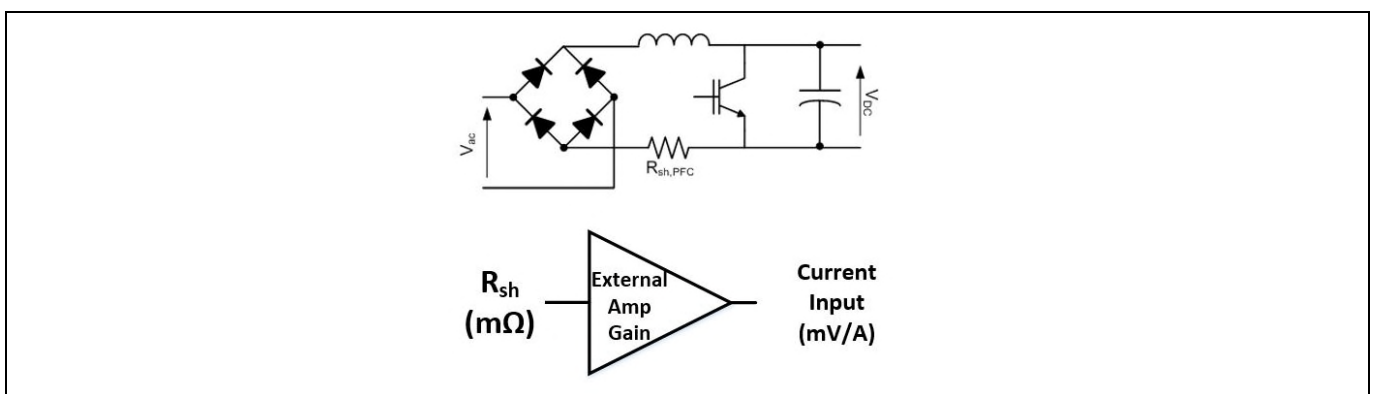 V_DC
V_ac
R_sh,PFC
R_sh
(mΩ)
External
Amp
Gain
Current
Input
(mV/A)